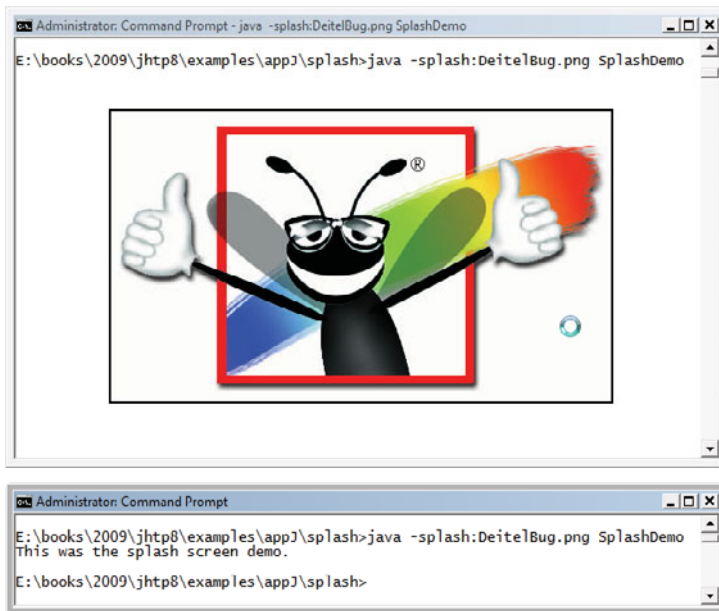 Administrator: Command Prompt - java -splash:DeitelBug.png SplashDemo
E:\books\2009\jhtp8\examples\appJ\splash>java -splash:DeitelBug.png SplashDemo
®
Administrator: Command Prompt
E:\books\2009\jhtp8\examples\appJ\splash>java -splash:DeitelBug.png SplashDemo
This was the splash screen demo.
E:\books\2009\jhtp8\examples\appJ\splash>